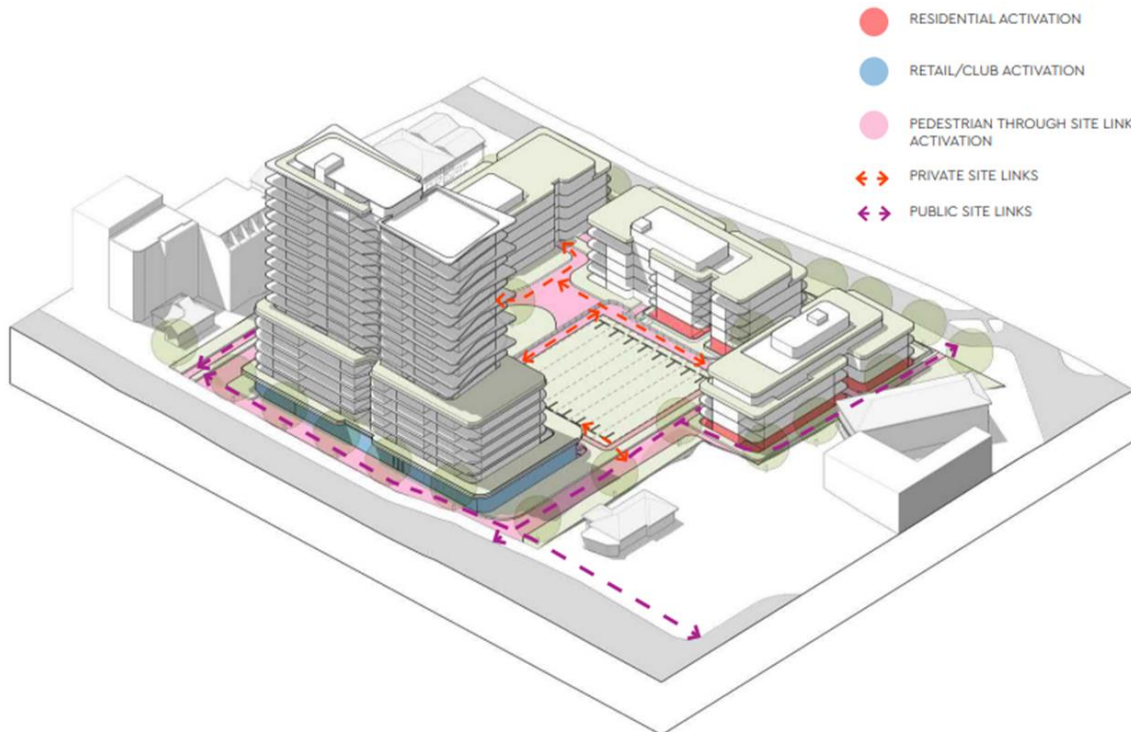 RESIDENTIAL ACTIVATION
RETAIL/CLUB ACTIVATION
PEDESTRIAN THROUGH SITE LINK
ACTIVATION
PRIVATE SITE LINKS
PUBLIC SITE LINKS